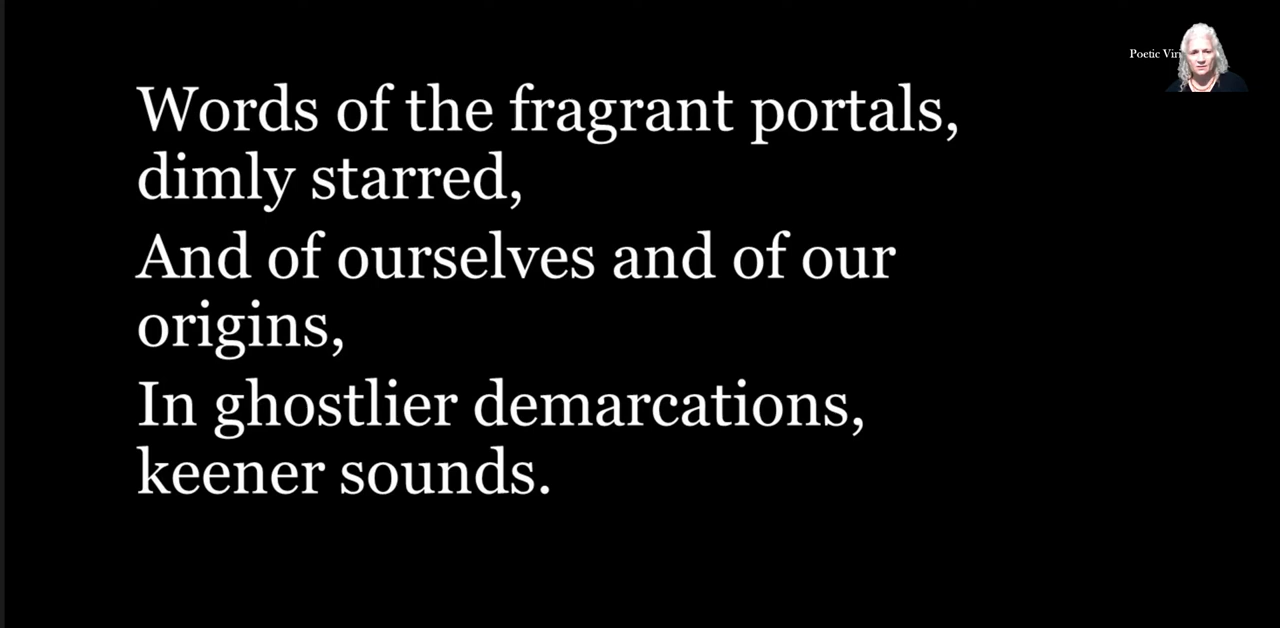 Poetic
Words of the fragrant portals,
dimly starred,
And of ourselves and of our
origins,
In ghostlier demarcations,
keener sounds.